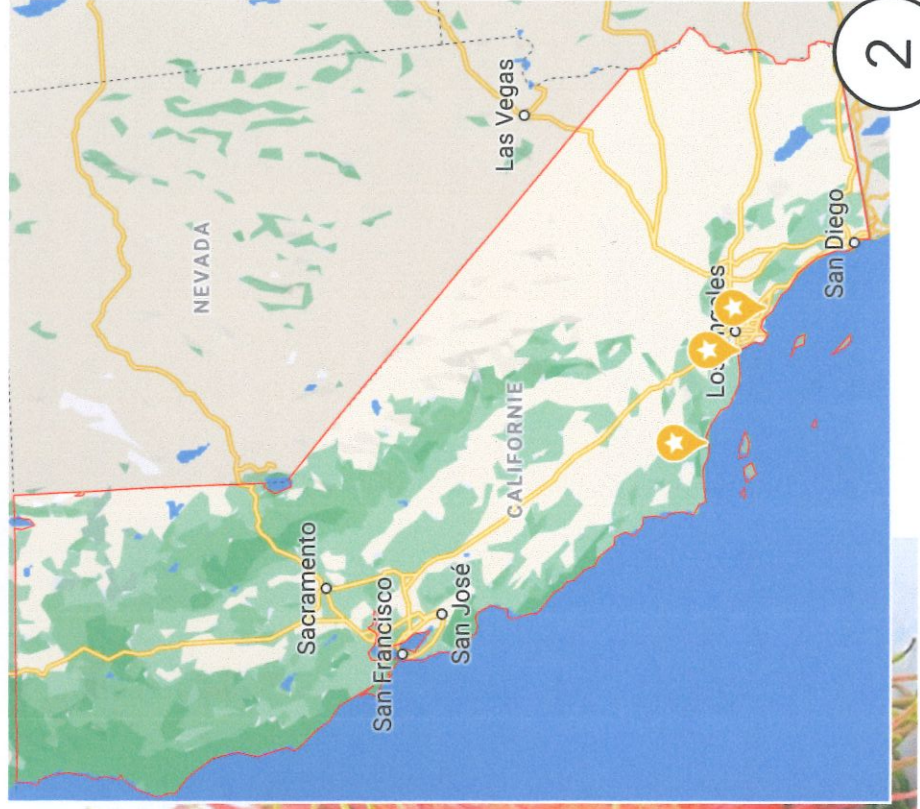 NEVADA
Sacramento
San Francisco
San José
Las Vegas
CALIFORNIE
Los Angeles
San Diego
2